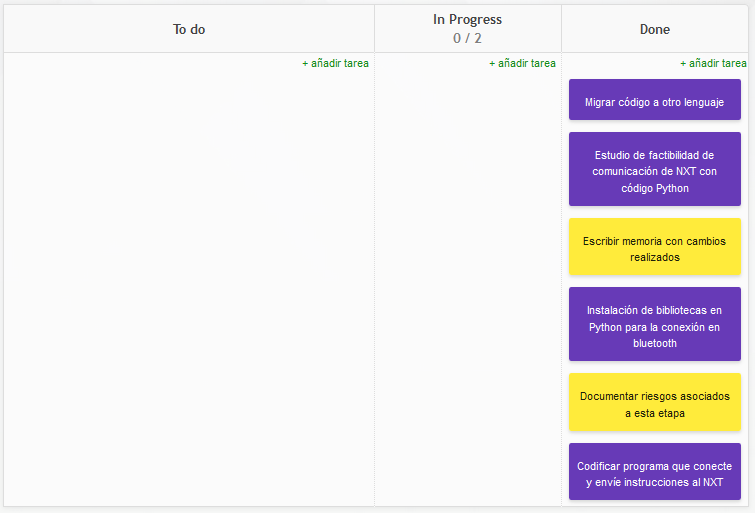 To do
In Progress
0 / 2
Done
+ añadir tarea
+ añadir tarea
+ añadir tarea
Migrar código a otro lenguaje
Estudio de factibilidad de
comunicación de NXT con
código Python
Escribir memoria con cambios
realizados
Instalación de bibliotecas en
Python para la conexión en
bluetooth
Documentar riesgos asociados
a esta etapa
Codificar programa que conecte
y envíe instrucciones al NXT